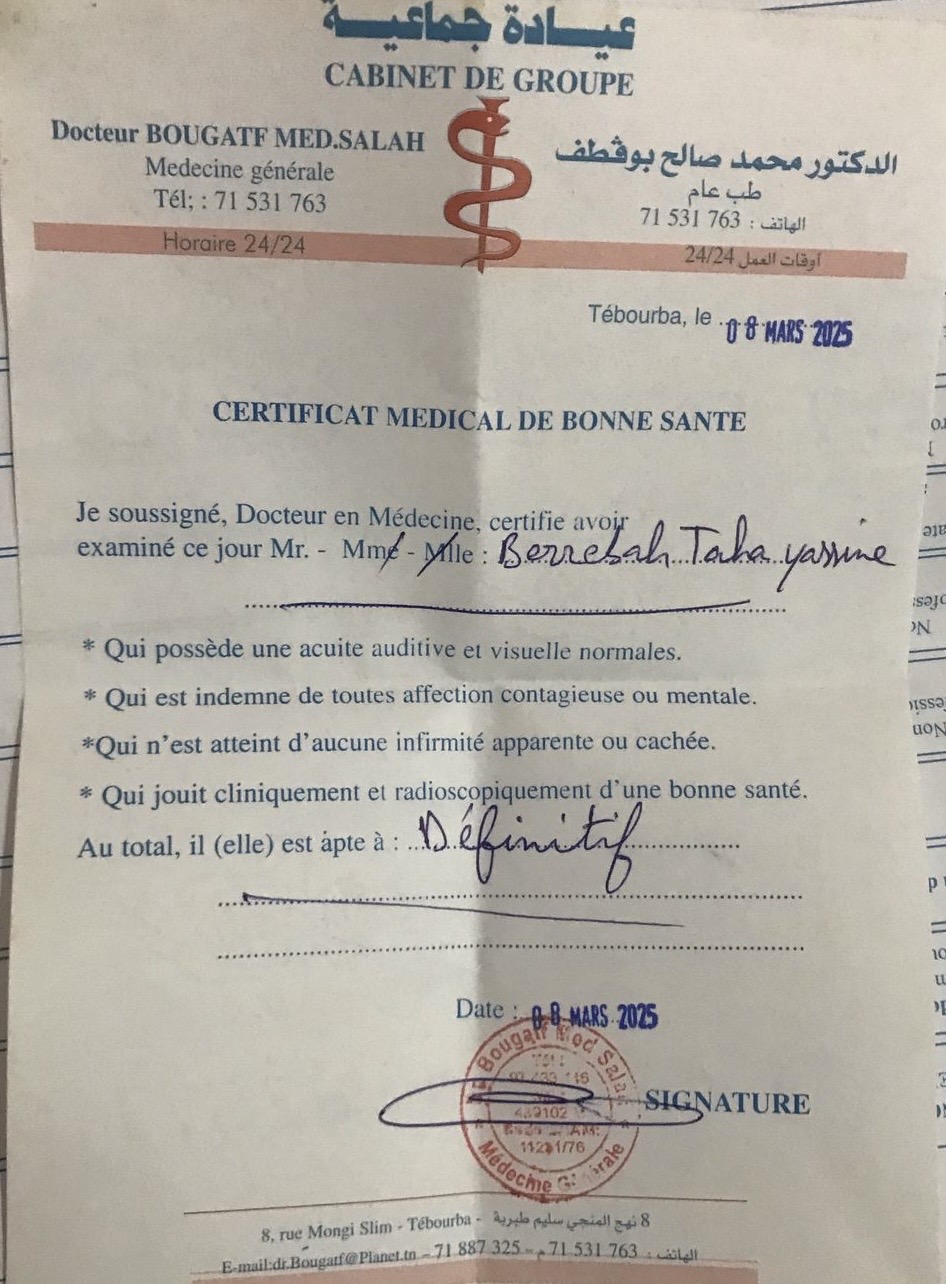 عيادة جماعية
CABINET DE GROUPE
Docteur BOUGATF MED.SALAH
Medecine générale
Tél; : 71 531 763
Horaire 24/24
الدكتور محمد صالح بوڤطف
طب عام
الهاتف : 763 531 71
أوقات العمل 24/24
Tébourba, le 08 MARS 2025
CERTIFICAT MEDICAL DE BONNE SANTE
Je soussigné, Docteur en Médecine, certifie avoir
examiné ce jour Mr. - Mme - Mlle : Berrebah Taha yassine
* Qui possède une acuite auditive et visuelle normales.
* Qui est indemne de toutes affection contagieuse ou mentale.
*Qui n’est atteint d’aucune infirmité apparente ou cachée.
* Qui jouit cliniquement et radioscopiquement d’une bonne santé.
Au total, il (elle) est apte à : Définitif
Date : 08 MARS 2025
Bougatf Med Salah
Médecine Générale
SIGNATURE
8, rue Mongi Slim - Tébourba - 8 نهج المنجي سليم طبربة
E-mail:dr.Bougatf@Planet.tn – 71 887 325 – م 71 531 763 : الهاتف